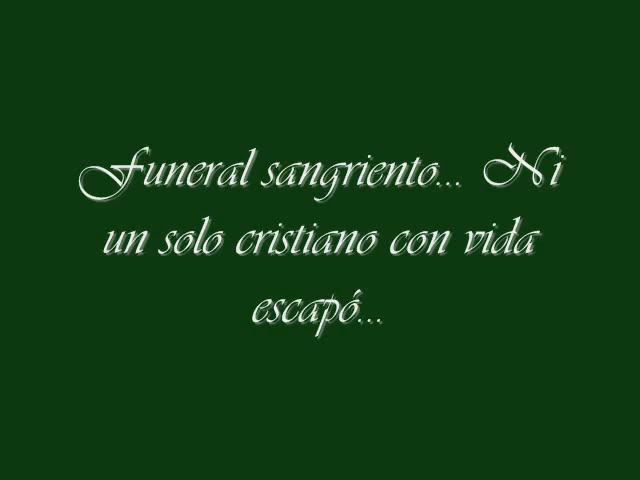 Funeral sangriento... Ni
un solo cristiano con vida
escapó...